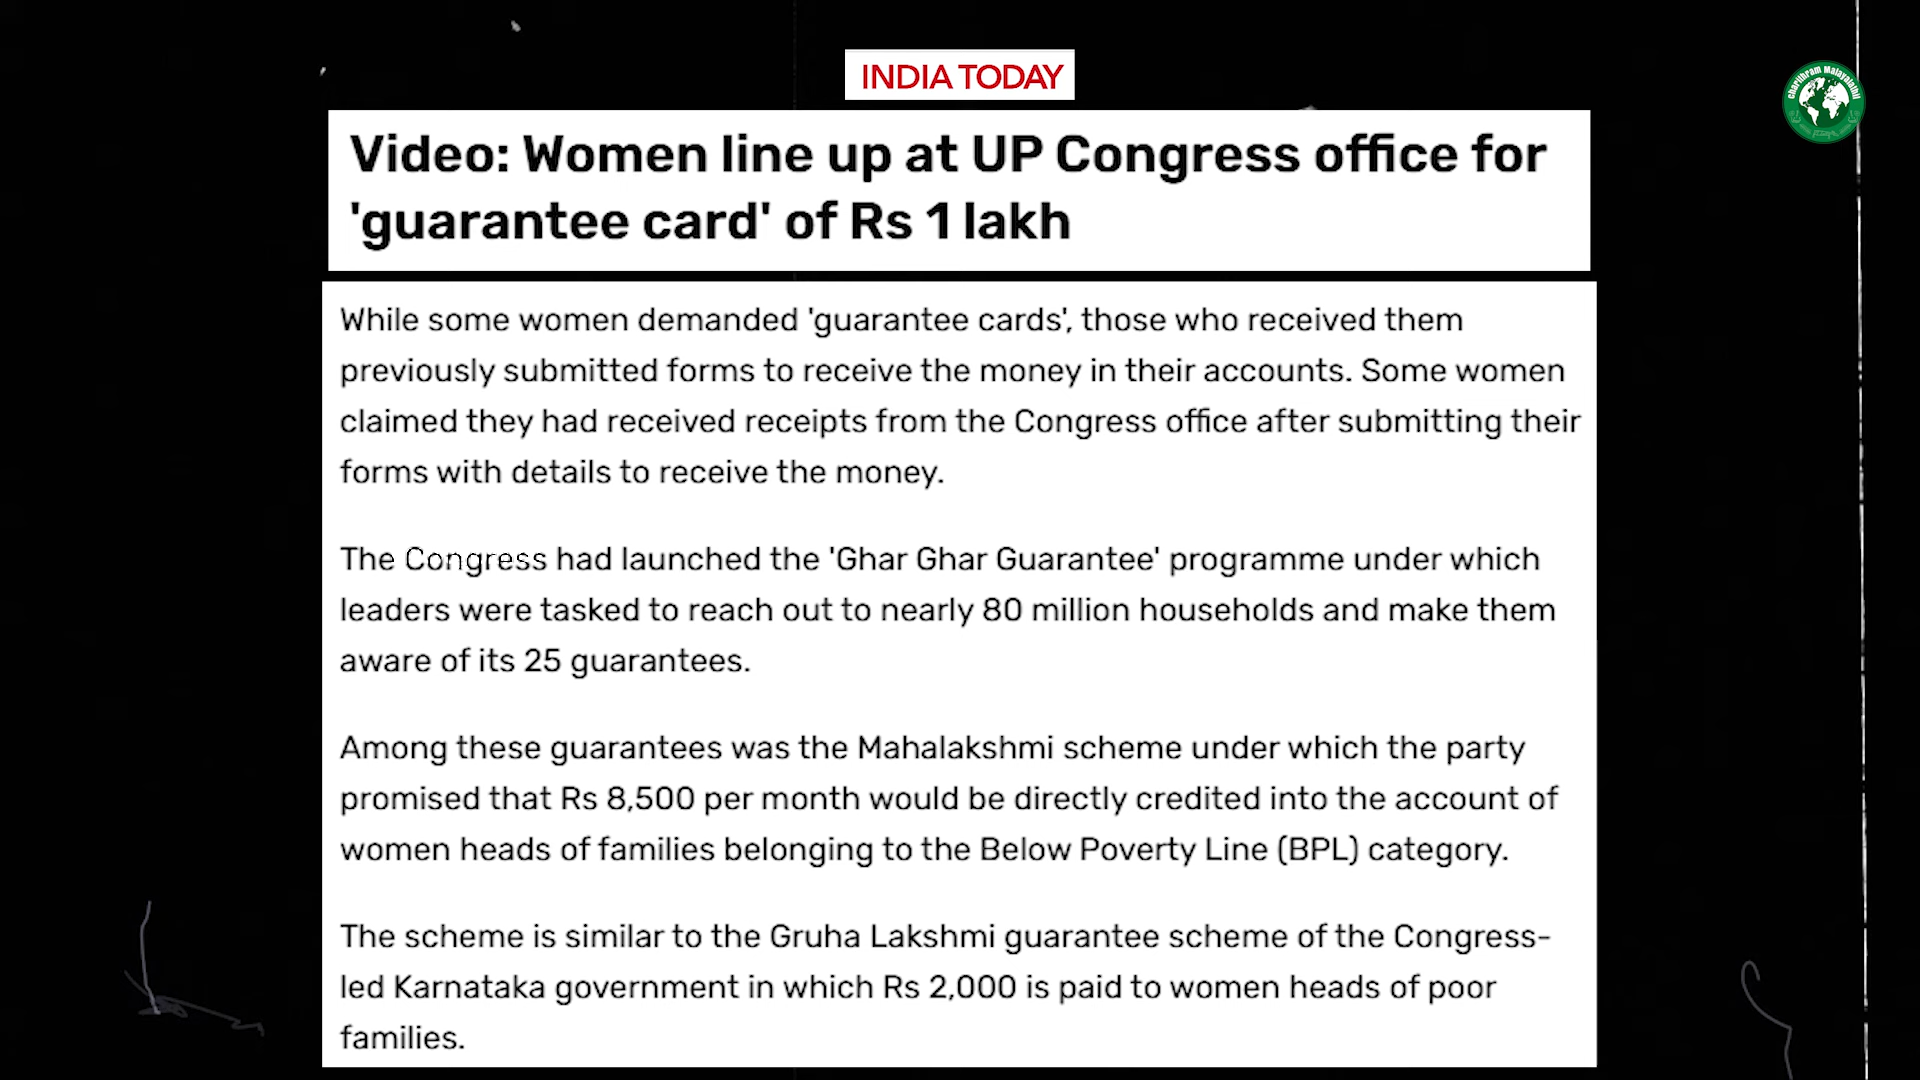 INDIA TODAY
Charithram Malayalathil
Video: Women line up at UP Congress office for
'guarantee card' of Rs 1 lakh
While some women demanded 'guarantee cards', those who received them
previously submitted forms to receive the money in their accounts. Some women
claimed they had received receipts from the Congress office after submitting their
forms with details to receive the money.
The Congress had launched the 'Ghar Ghar Guarantee' programme under which
leaders were tasked to reach out to nearly 80 million households and make them
aware of its 25 guarantees.
Among these guarantees was the Mahalakshmi scheme under which the party
promised that Rs 8,500 per month would be directly credited into the account of
women heads of families belonging to the Below Poverty Line (BPL) category.
The scheme is similar to the Gruha Lakshmi guarantee scheme of the Congress-
led Karnataka government in which Rs 2,000 is paid to women heads of poor
families.